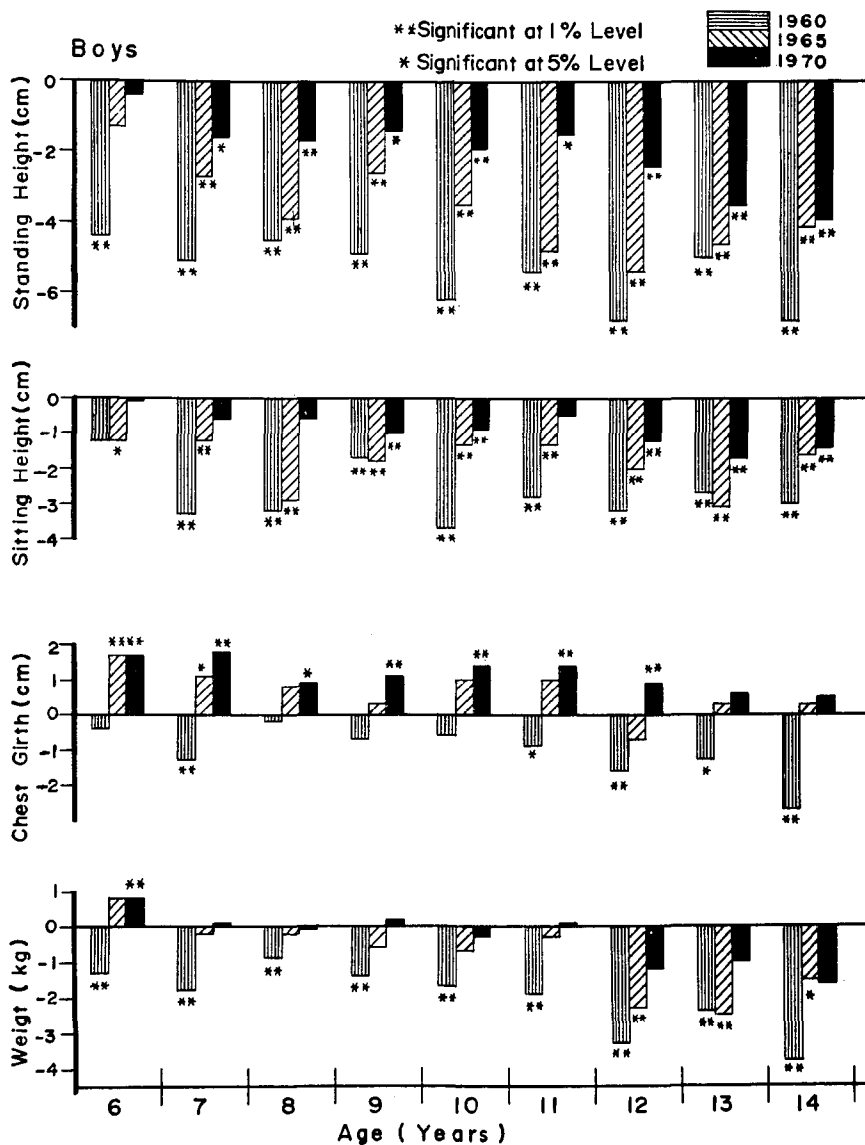 Boys
**Significant at 1% Level
* Significant at 5% Level
1960
1965
1970
Standing Height (cm)
0
-2
-4
-6
** * ** ** ** * ** ** ** ** ** * ** ** ** ** ** ** ** ** ** ** ** ** **
Sitting Height (cm)
0
-1
-2
-3
-4
* ** ** ** ** ** ** ** ** ** ** ** ** ** ** ** ** ** ** ** ** **
Chest Girth (cm)
2
1
0
-1
-2
** ** ** * ** * ** ** ** * ** * **
Weigt (kg)
1
0
-1
-2
-3
-4
** ** ** ** ** ** ** ** ** ** ** ** *
6 7 8 9 10 11 12 13 14
Age (Years)